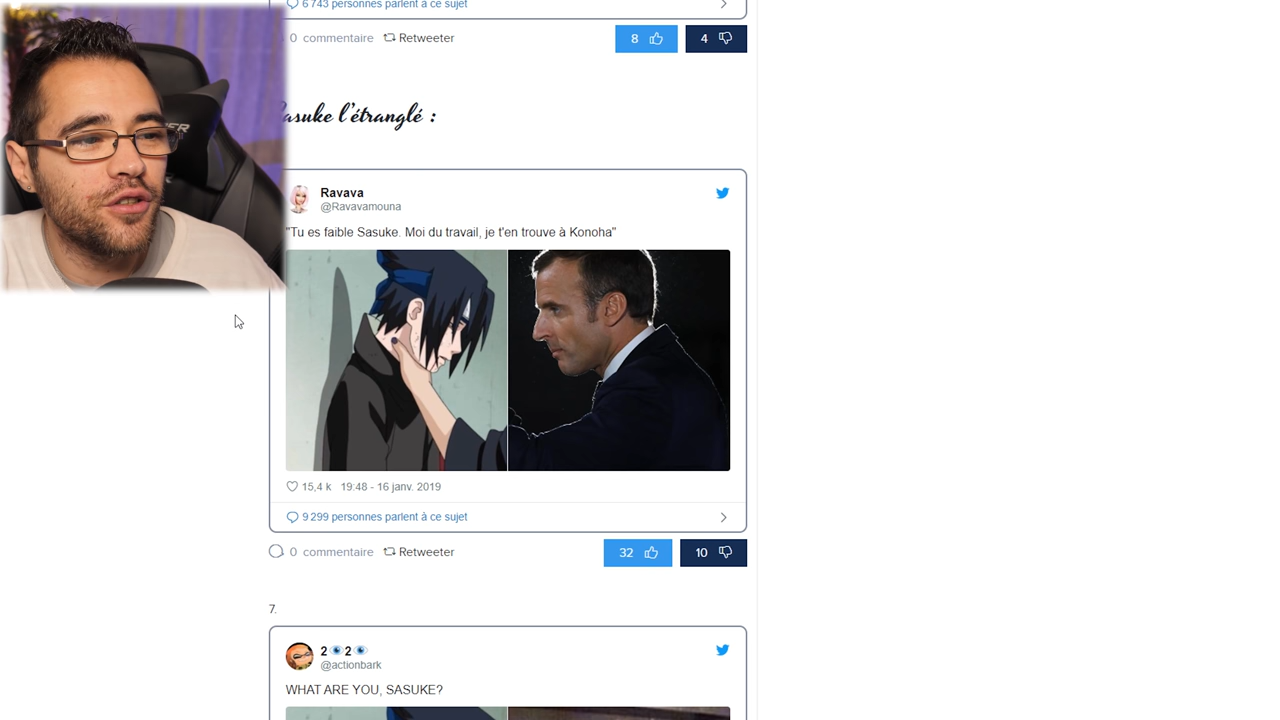 6 743 personnes parlent à ce sujet
0 commentaire Retweeter 8 4
asuke l'étranglé :
Ravava
@Ravavamouna
"Tu es faible Sasuke. Moi du travail, je t'en trouve à Konoha"
15,4 k 19:48 - 16 janv. 2019
9 299 personnes parlent à ce sujet
0 commentaire Retweeter 32 10
7.
2👁2👁
@actionbark
WHAT ARE YOU, SASUKE?